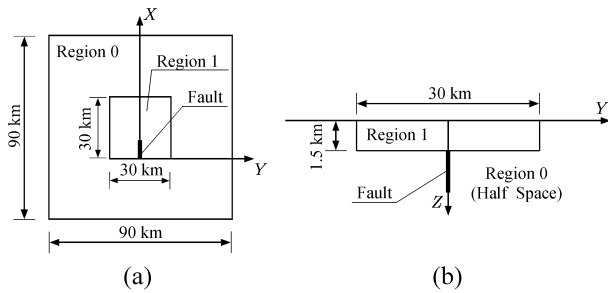 X
Region 0
Region 1
Fault
90 km
30 km
Y
30 km
90 km
(a)
30 km
Y
1.5 km
Region 1
Region 0
(Half Space)
Fault
Z
(b)